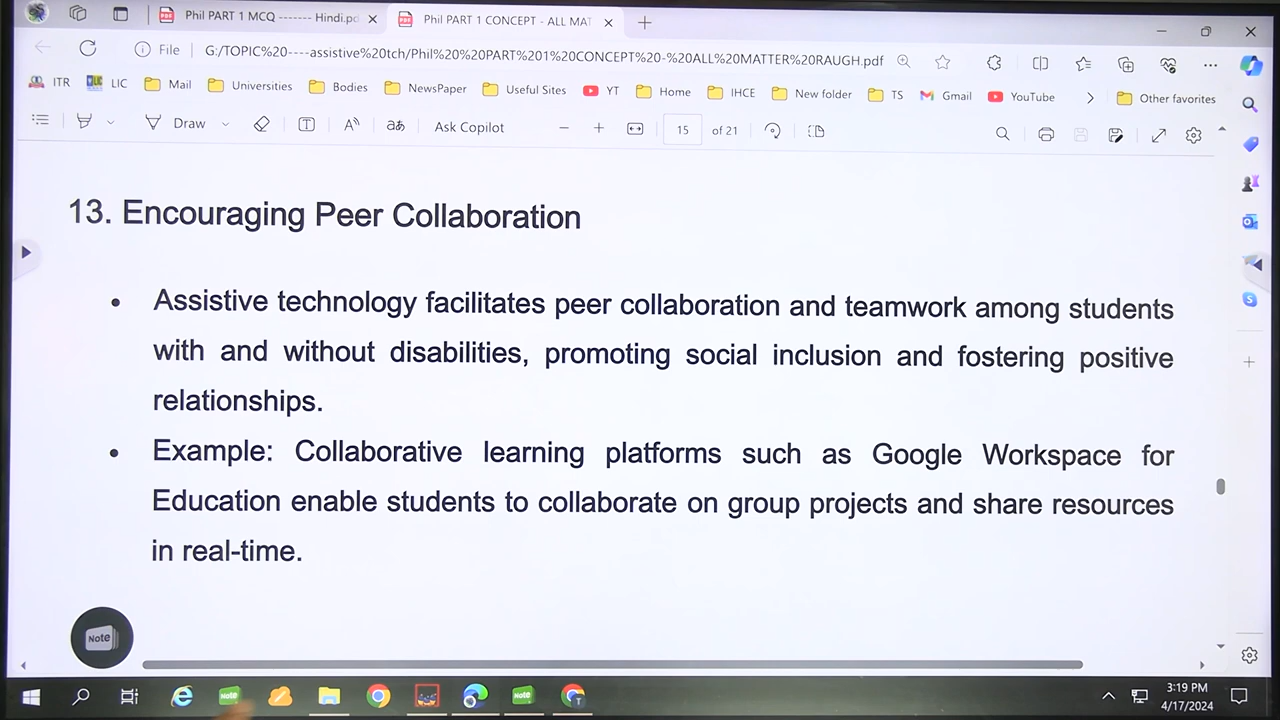 Phil PART 1 MCQ ------- Hindi.pd
Phil PART 1 CONCEPT - ALL MAT
File
G:/TOPIC%20----assistive%20tch/Phil%20%20PART%201%20CONCEPT%20-%20ALL%20MATTER%20RAUGH.pdf
ITR LIC Mail Universities Bodies NewsPaper Useful Sites YT Home IHCE New folder TS Gmail YouTube Other favorites
Draw aあ Ask Copilot 15 of 21
13. Encouraging Peer Collaboration
• Assistive technology facilitates peer collaboration and teamwork among students
with and without disabilities, promoting social inclusion and fostering positive
relationships.
• Example: Collaborative learning platforms such as Google Workspace for
Education enable students to collaborate on group projects and share resources
in real-time.
Note
Note Note
3:19 PM
4/17/2024